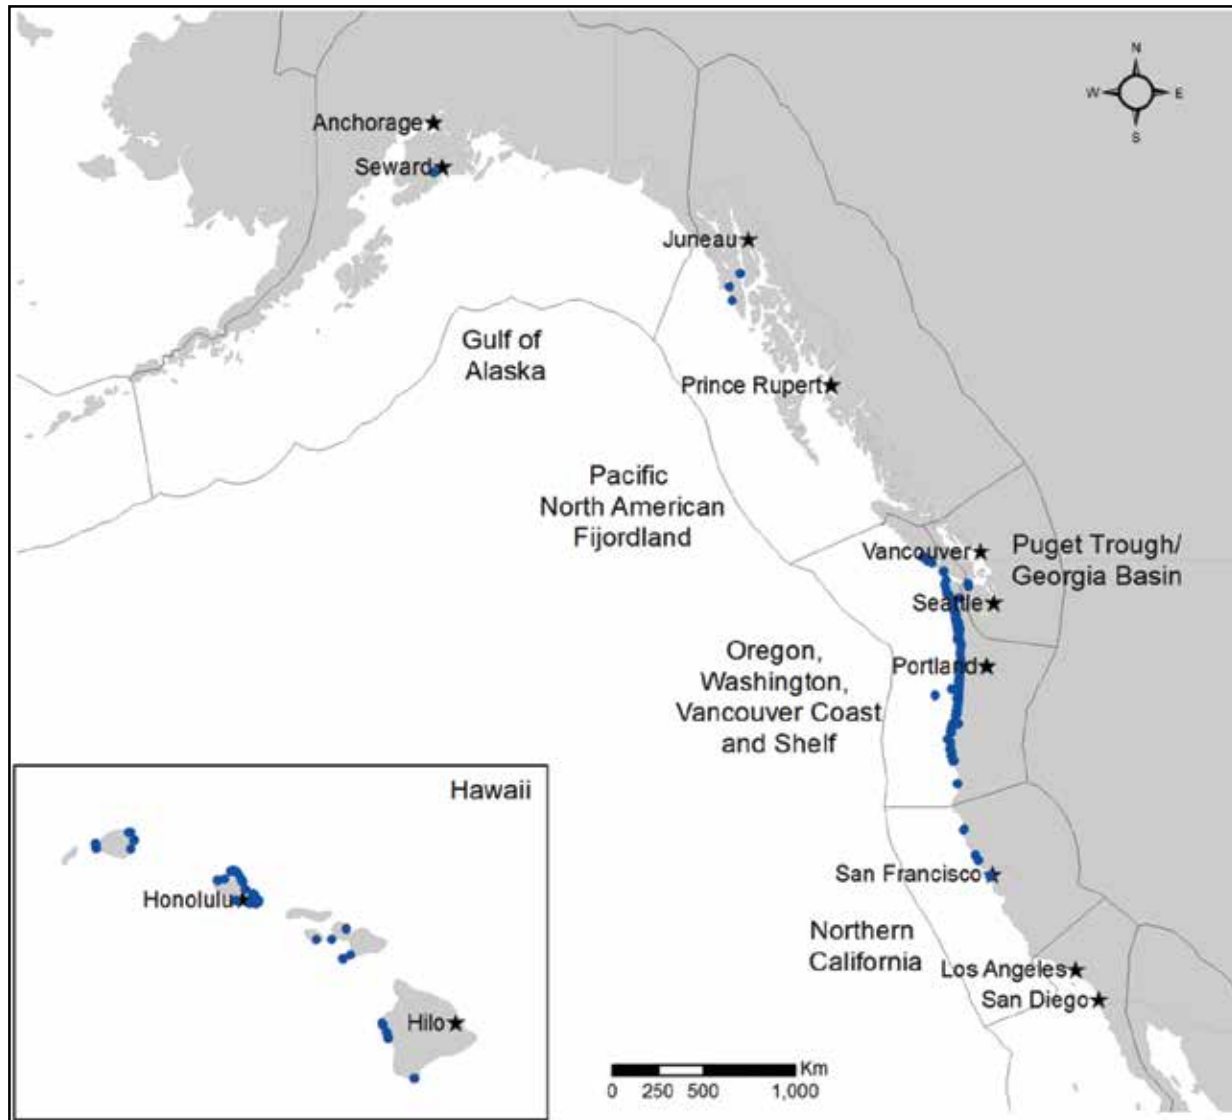 N
W E
S
Anchorage
Seward
Juneau
Gulf of
Alaska
Prince Rupert
Pacific
North American
Fijordland
Vancouver
Puget Trough/
Georgia Basin
Seattle
Oregon,
Washington,
Vancouver Coast
and Shelf
Portland
Hawaii
San Francisco
Honolulu
Northern
California
Los Angeles
San Diego
Hilo
Km
0 250 500 1,000